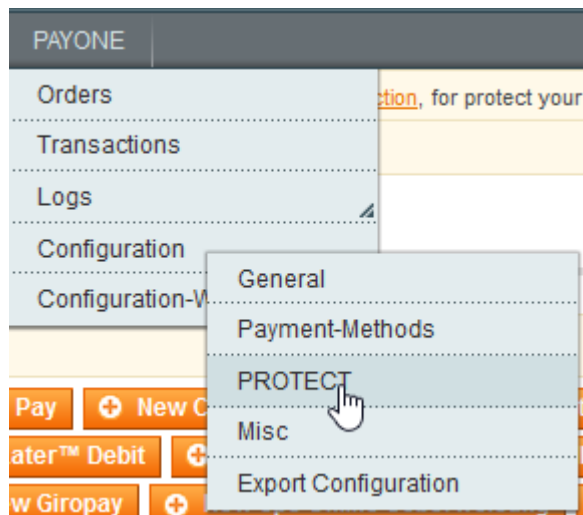 PAYONE
Orders
ction, for protect your
Transactions
Logs
Configuration
General
Configuration-W
Payment-Methods
PROTECT
Pay New C
Misc
ater™ Debit
Export Configuration
w Giropay